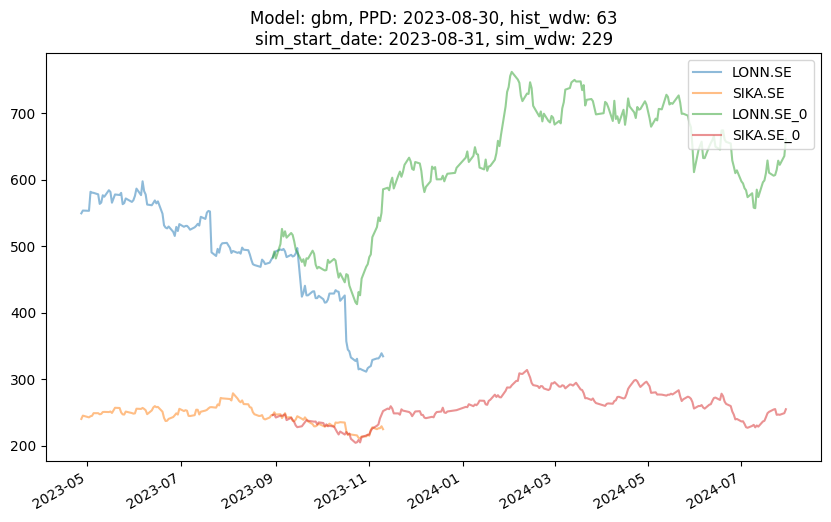 Model: gbm, PPD: 2023-08-30, hist_wdw: 63
sim_start_date: 2023-08-31, sim_wdw: 229
LONN.SE
SIKA.SE
LONN.SE_0
SIKA.SE_0
700
600
500
400
300
200
2023-05
2023-07
2023-09
2023-11
2024-01
2024-03
2024-05
2024-07